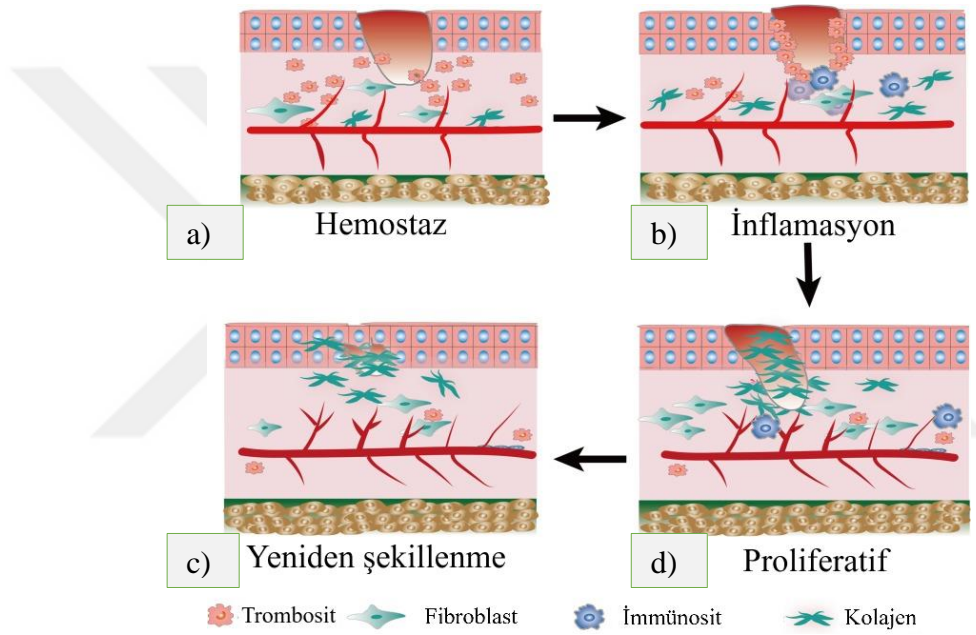 a)
Hemostaz
b)
İnflamasyon
c)
Yeniden şekillenme
d)
Proliferatif
Trombosit
Fibroblast
İmmünosit
Kolajen